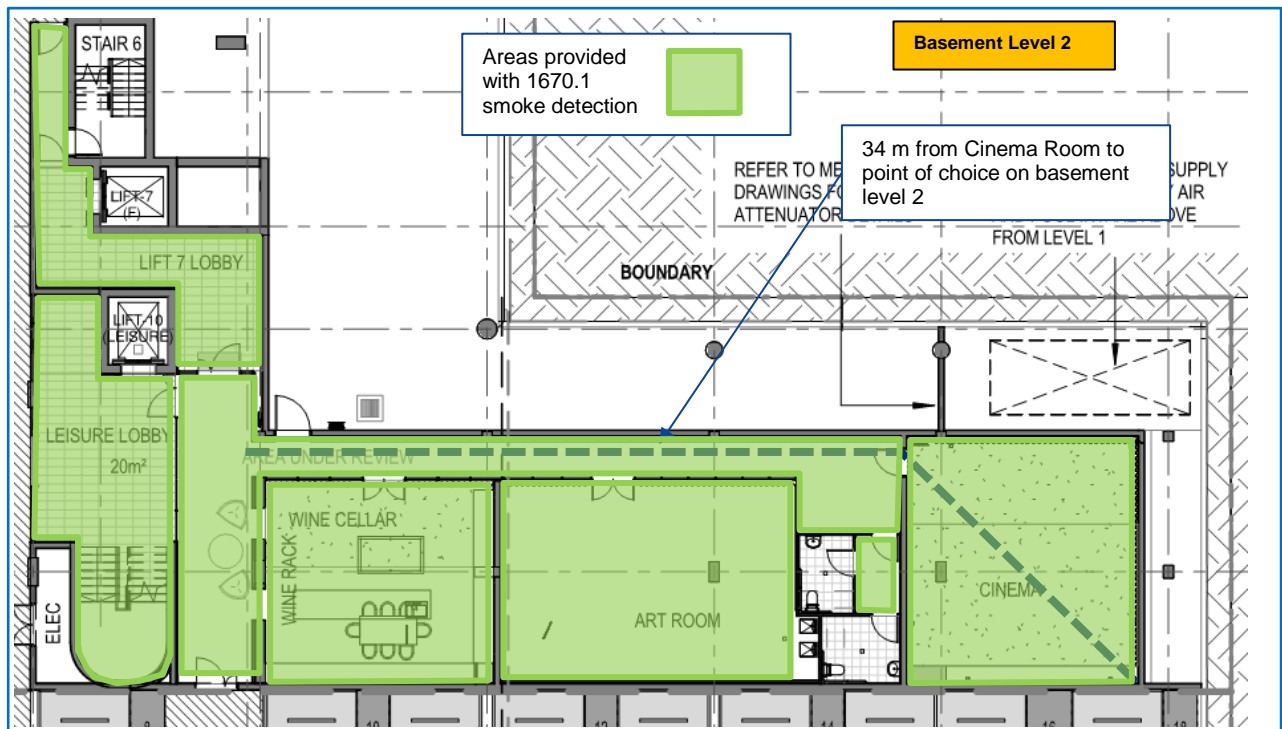 Basement Level 2
STAIR 6
Areas provided
with 1670.1
smoke detection
34 m from Cinema Room to
point of choice on basement
level 2
REFER TO ME
SUPPLY
DRAWINGS FO
AIR
ATTENUATOR
FROM LEVEL 1
LIFT-7
(F)
LIFT 7 LOBBY
BOUNDARY
LIFT-10
(LEISURE)
LEISURE LOBBY
20m²
AREA UNDER REVIEW
WINE CELLAR
WINE RACK
ELEC
ART ROOM
CINEMA